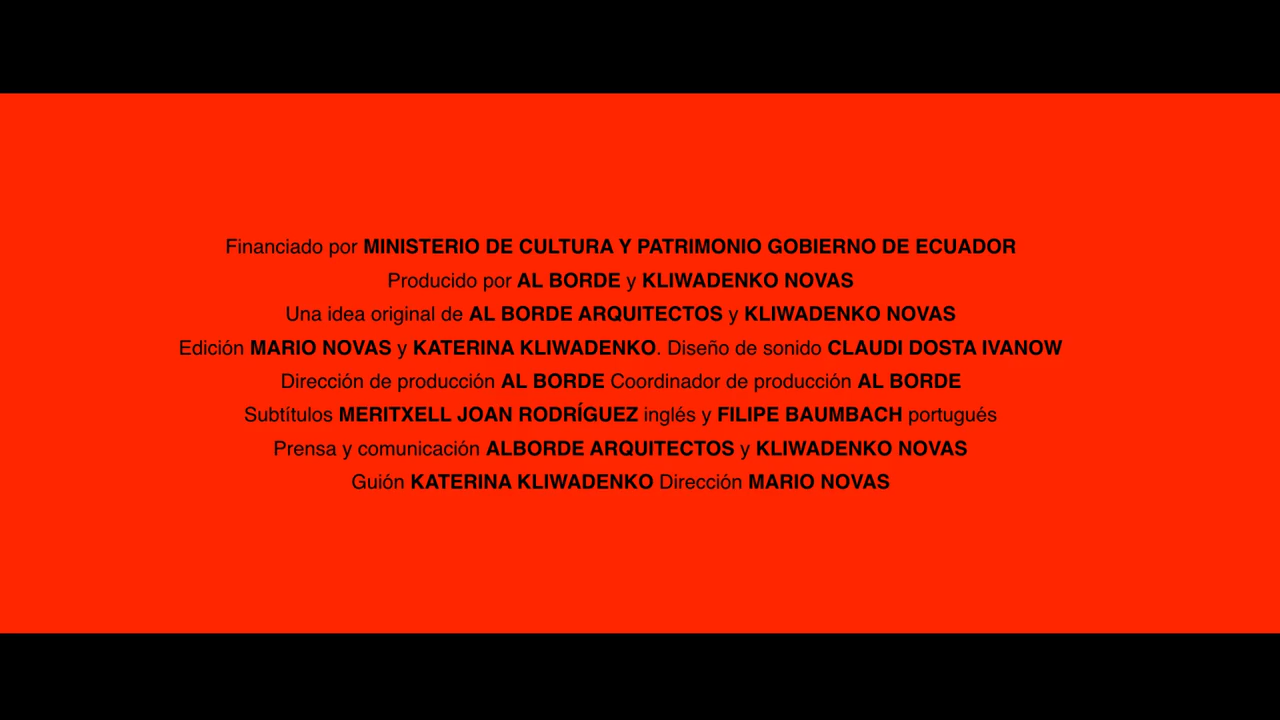 Financiado por MINISTERIO DE CULTURA Y PATRIMONIO GOBIERNO DE ECUADOR
Producido por AL BORDE y KLIWADENKO NOVAS
Una idea original de AL BORDE ARQUITECTOS y KLIWADENKO NOVAS
Edición MARIO NOVAS y KATERINA KLIWADENKO. Diseño de sonido CLAUDI DOSTA IVANOW
Dirección de producción AL BORDE Coordinador de producción AL BORDE
Subtítulos MERITXELL JOAN RODRÍGUEZ inglés y FILIPE BAUMBACH portugués
Prensa y comunicación ALBORDE ARQUITECTOS y KLIWADENKO NOVAS
Guión KATERINA KLIWADENKO Dirección MARIO NOVAS